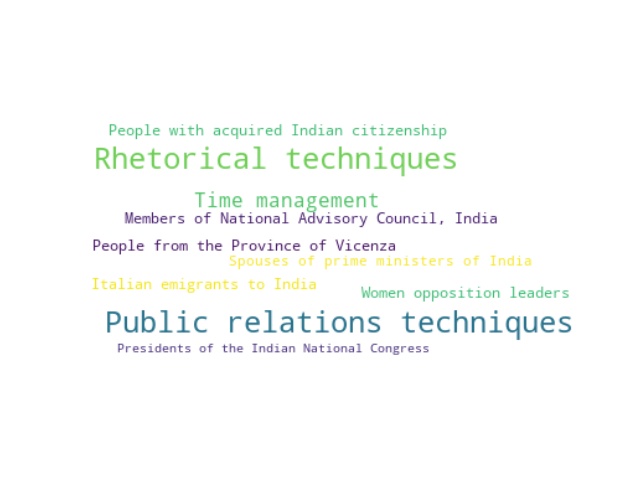 People with acquired Indian citizenship
Rhetorical techniques
Time management
Members of National Advisory Council, India
People from the Province of Vicenza
Spouses of prime ministers of India
Italian emigrants to India
Women opposition leaders
Public relations techniques
Presidents of the Indian National Congress